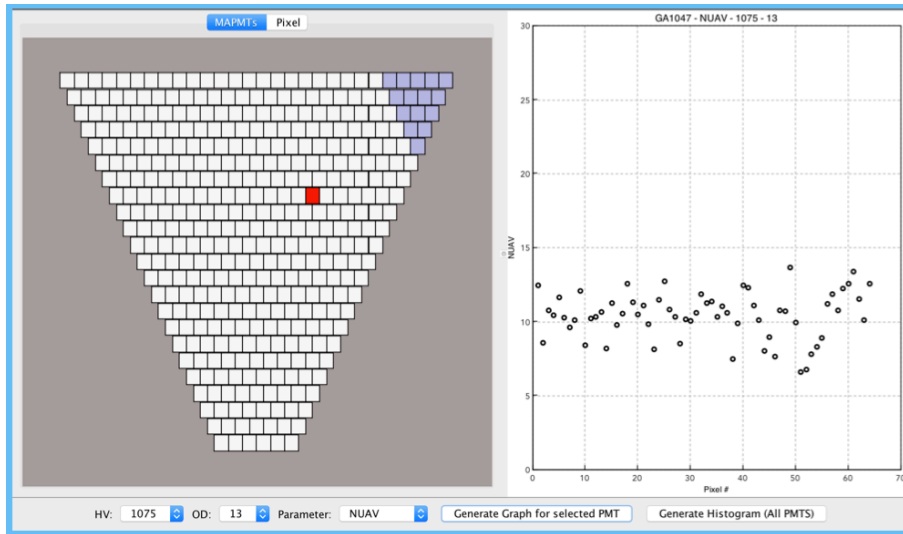 MAPMTs Pixel
GA1047 - NUAV - 1075 - 13
30
25
20
NUAV
15
10
5
0
0 10 20 30 40 50 60 70
Pixel #
HV: 1075 OD: 13 Parameter: NUAV Generate Graph for selected PMT Generate Histogram (All PMTS)